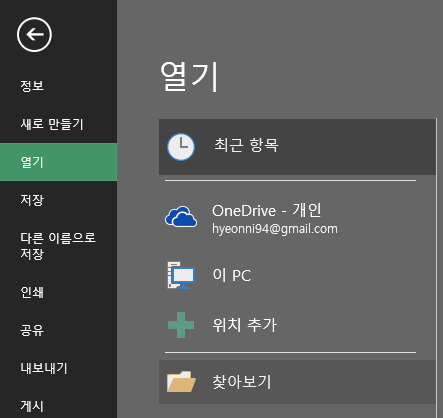 정보
새로 만들기
열기
저장
다른 이름으로
저장
인쇄
공유
내보내기
게시
열기
최근 항목
OneDrive - 개인
hyeonni94@gmail.com
이 PC
위치 추가
찾아보기